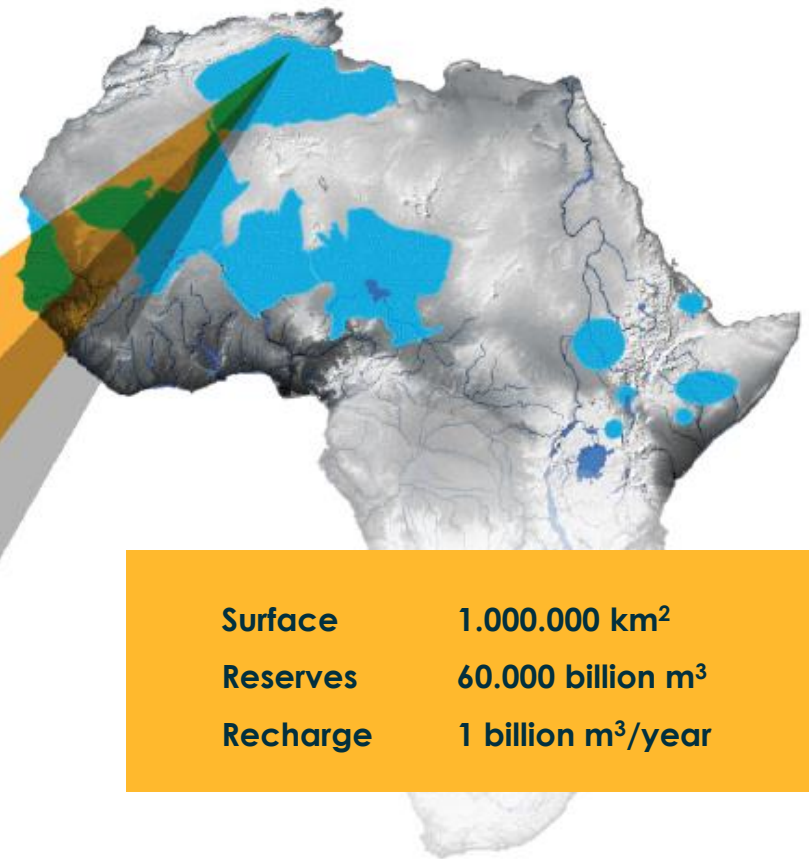 Surface 1.000.000 km²
Reserves 60.000 billion m³
Recharge 1 billion m³/year